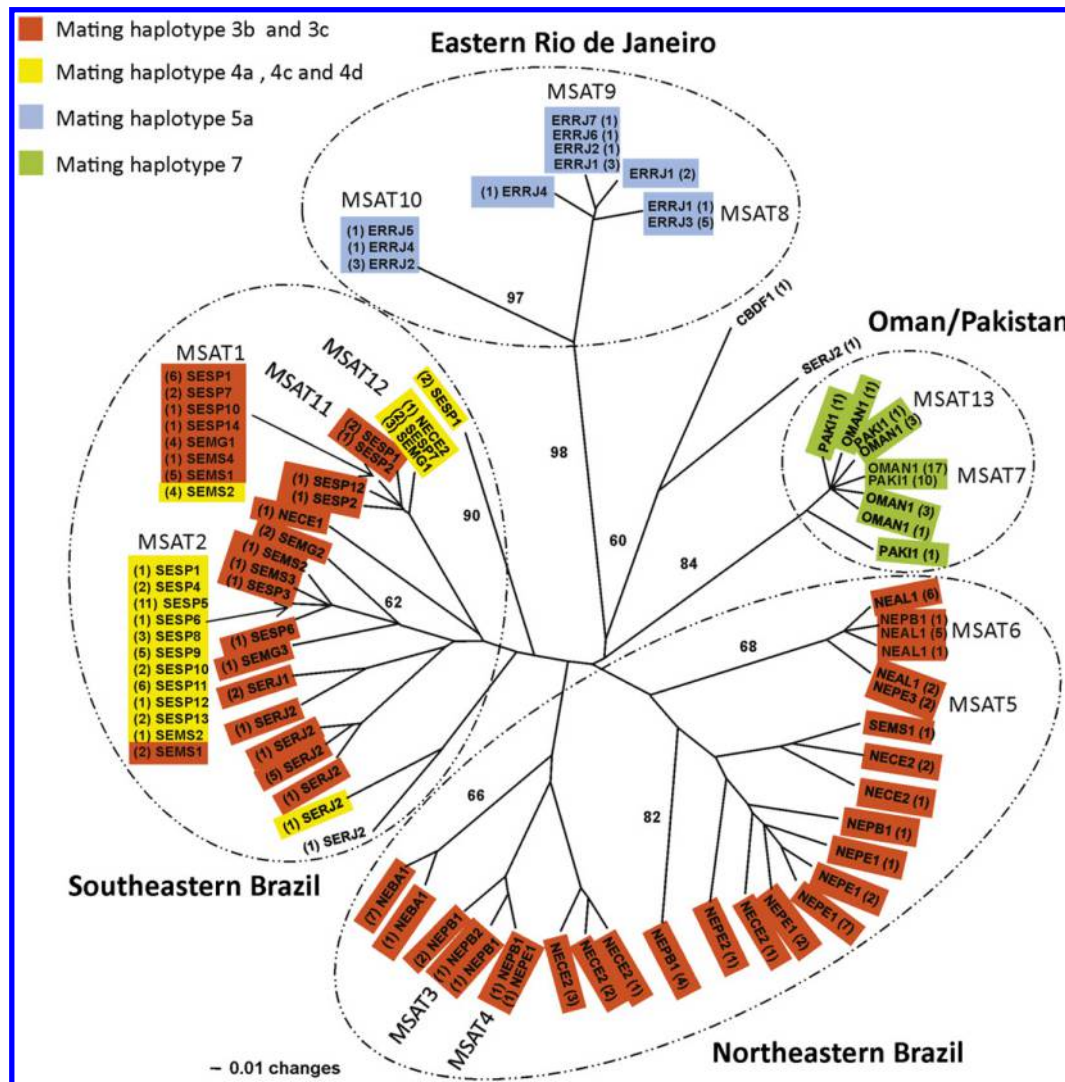 Mating haplotype 3b and 3c
Mating haplotype 4a , 4c and 4d
Mating haplotype 5a
Mating haplotype 7
Eastern Rio de Janeiro
MSAT9
ERRJ7 (1)
ERRJ6 (1)
ERRJ2 (1)
ERRJ1 (3)
ERRJ1 (2)
(1) ERRJ4
ERRJ1 (1)
ERRJ3 (5)
MSAT8
MSAT10
(1) ERRJ5
(1) ERRJ4
(3) ERRJ2
97
98
CBDF1 (1)
60
SERJ2 (1)
Oman/Pakistan
PAKI1 (1)
OMAN1 (1)
PAKI1 (1)
OMAN1 (3)
MSAT13
OMAN1 (17)
PAKI1 (10)
MSAT7
OMAN1 (3)
OMAN1 (1)
PAKI1 (1)
84
MSAT1
(6) SESP1
(2) SESP7
(1) SESP10
(1) SESP14
(4) SEMG1
(1) SEMS4
(5) SEMS1
(4) SEMS2
MSAT11
(2) SESP1
(1) SESP2
MSAT12
(1) NECE2
(2) SESP7
(3) SEMG1
(2) SESP1
90
(1) SESP12
(1) SESP2
(1) NECE1
(2) SEMG2
(1) SEMS2
(1) SEMS3
(1) SESP3
62
MSAT2
(1) SESP1
(2) SESP4
(11) SESP5
(1) SESP6
(3) SESP8
(5) SESP9
(2) SESP10
(6) SESP11
(1) SESP12
(2) SESP13
(1) SEMS2
(2) SEMS1
(1) SESP6
(1) SEMG3
(2) SERJ1
(1) SERJ2
(1) SERJ2
(5) SERJ2
(1) SERJ2
(1) SERJ2
(1) SERJ2
Southeastern Brazil
68
NEAL1 (6)
NEPB1 (1)
NEAL1 (5)
NEAL1 (1)
MSAT6
NEAL1 (2)
NEPE3 (2)
MSAT5
SEMS1 (1)
NECE2 (2)
NECE2 (1)
NEPB1 (1)
NEPE1 (1)
NEPE1 (2)
NEPE1 (7)
NEPE1 (2)
NECE2 (1)
NEPE2 (1)
82
NEPB1 (4)
NECE2 (1)
NECE2 (2)
NECE2 (3)
66
(7) NEBA1
(1) NEBA1
(2) NEPB1
(1) NEPB2
(1) NEPB1
MSAT3
(1) NEPB1
(1) NEPE1
MSAT4
Northeastern Brazil
– 0.01 changes